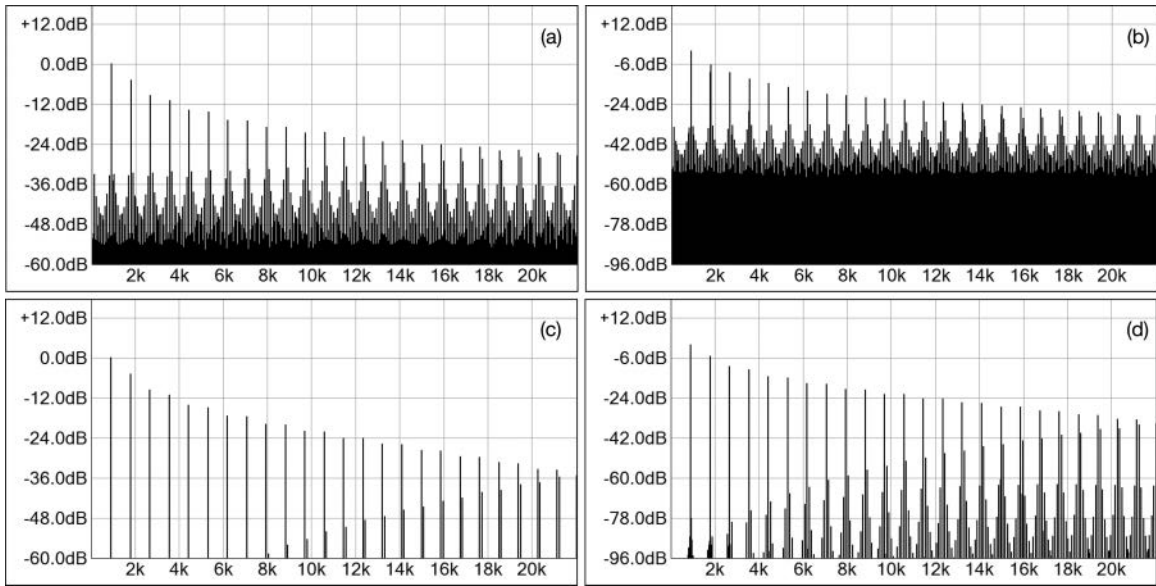 +12.0dB
0.0dB
-12.0dB
-24.0dB
-36.0dB
-48.0dB
-60.0dB
2k 4k 6k 8k 10k 12k 14k 16k 18k 20k
(a)
+12.0dB
-6.0dB
-24.0dB
-42.0dB
-60.0dB
-78.0dB
-96.0dB
2k 4k 6k 8k 10k 12k 14k 16k 18k 20k
(b)
+12.0dB
0.0dB
-12.0dB
-24.0dB
-36.0dB
-48.0dB
-60.0dB
2k 4k 6k 8k 10k 12k 14k 16k 18k 20k
(c)
+12.0dB
-6.0dB
-24.0dB
-42.0dB
-60.0dB
-78.0dB
-96.0dB
2k 4k 6k 8k 10k 12k 14k 16k 18k 20k
(d)